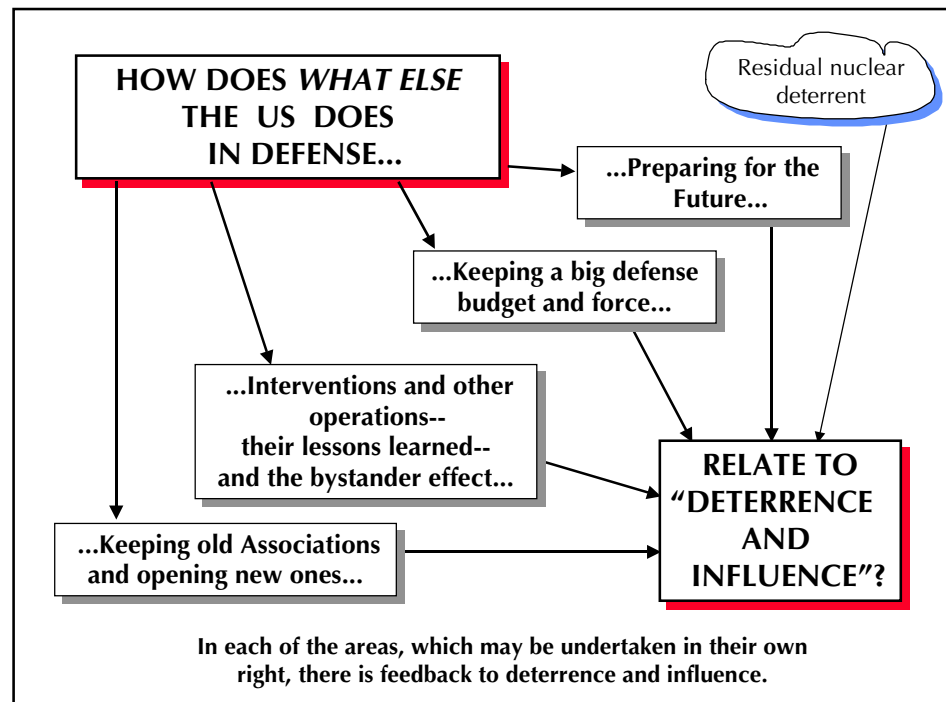 HOW DOES WHAT ELSE
THE US DOES
IN DEFENSE...
Residual nuclear
deterrent
...Preparing for the
Future...
...Keeping a big defense
budget and force...
...Interventions and other
operations--
their lessons learned--
and the bystander effect...
RELATE TO
“DETERRENCE
AND
INFLUENCE”?
...Keeping old Associations
and opening new ones...
In each of the areas, which may be undertaken in their own
right, there is feedback to deterrence and influence.